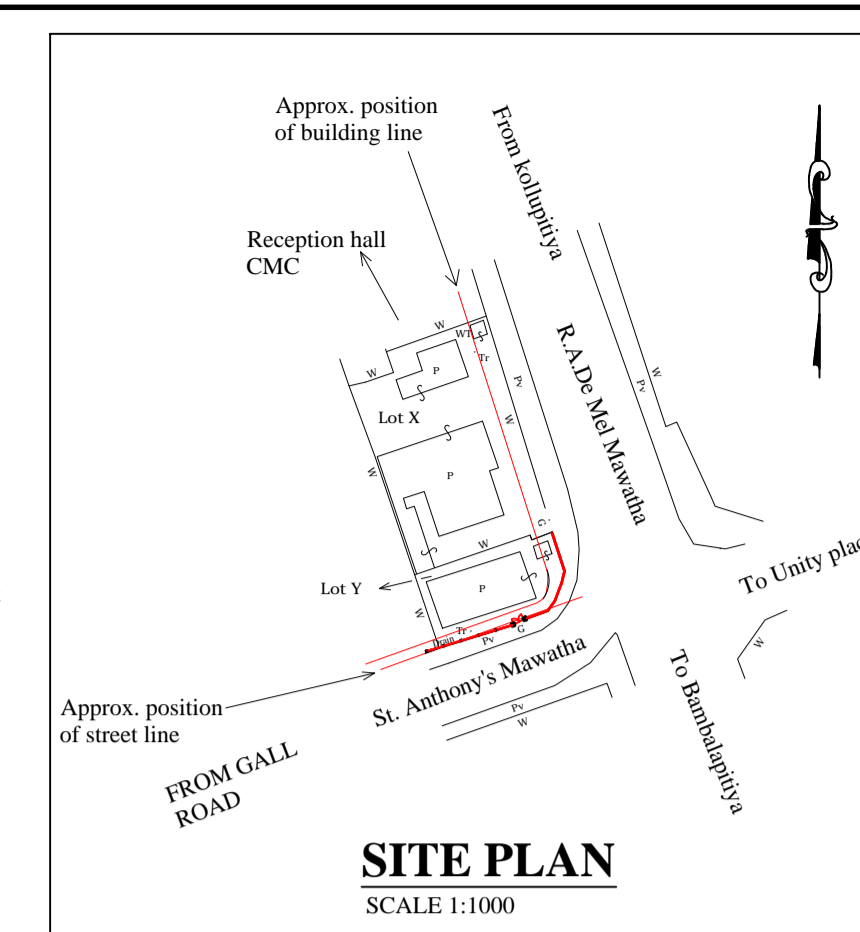 Approx. position
of building line
From kollupitiya
Reception hall
CMC
W
WT
W
Tr
P
Pv
W
Pv
R.A.De Mel Mawatha
Lot X
W
W
P
G
W
To Unity plac
Lot Y
P
W
Tr
Drain
Pv
G
St. Anthony's Mawatha
W
To Bambalapitiya
Approx. position
of street line
Pv
W
FROM GALL
ROAD
SITE PLAN
SCALE 1:1000